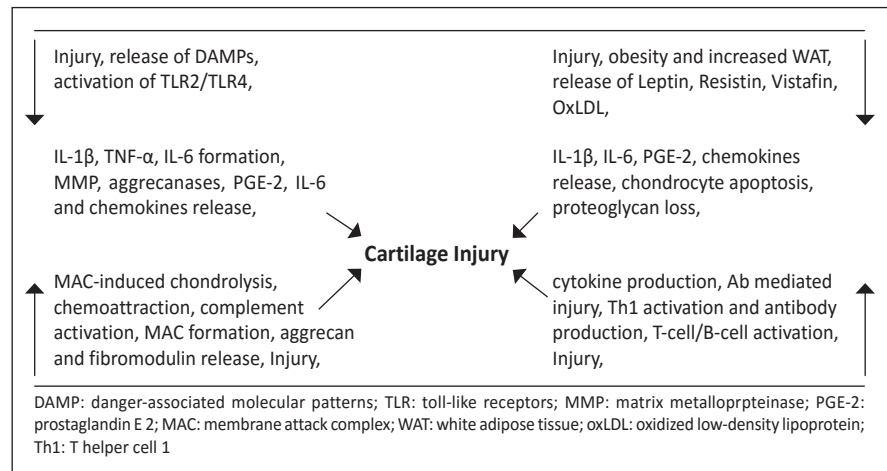 Injury, release of DAMPs,
activation of TLR2/TLR4,
Injury, obesity and increased WAT,
release of Leptin, Resistin, Vistafin,
OxLDL,
IL-1β, TNF-α, IL-6 formation,
MMP, aggrecanases, PGE-2, IL-6
and chemokines release,
IL-1β, IL-6, PGE-2, chemokines
release, chondrocyte apoptosis,
proteoglycan loss,
Cartilage Injury
MAC-induced chondrolysis,
chemoattraction, complement
activation, MAC formation, aggrecan
and fibromodulin release, Injury,
cytokine production, Ab mediated
injury, Th1 activation and antibody
production, T-cell/B-cell activation,
Injury,
DAMP: danger-associated molecular patterns; TLR: toll-like receptors; MMP: matrix metalloprpteinase; PGE-2:
prostaglandin E 2; MAC: membrane attack complex; WAT: white adipose tissue; oxLDL: oxidized low-density lipoprotein;
Th1: T helper cell 1